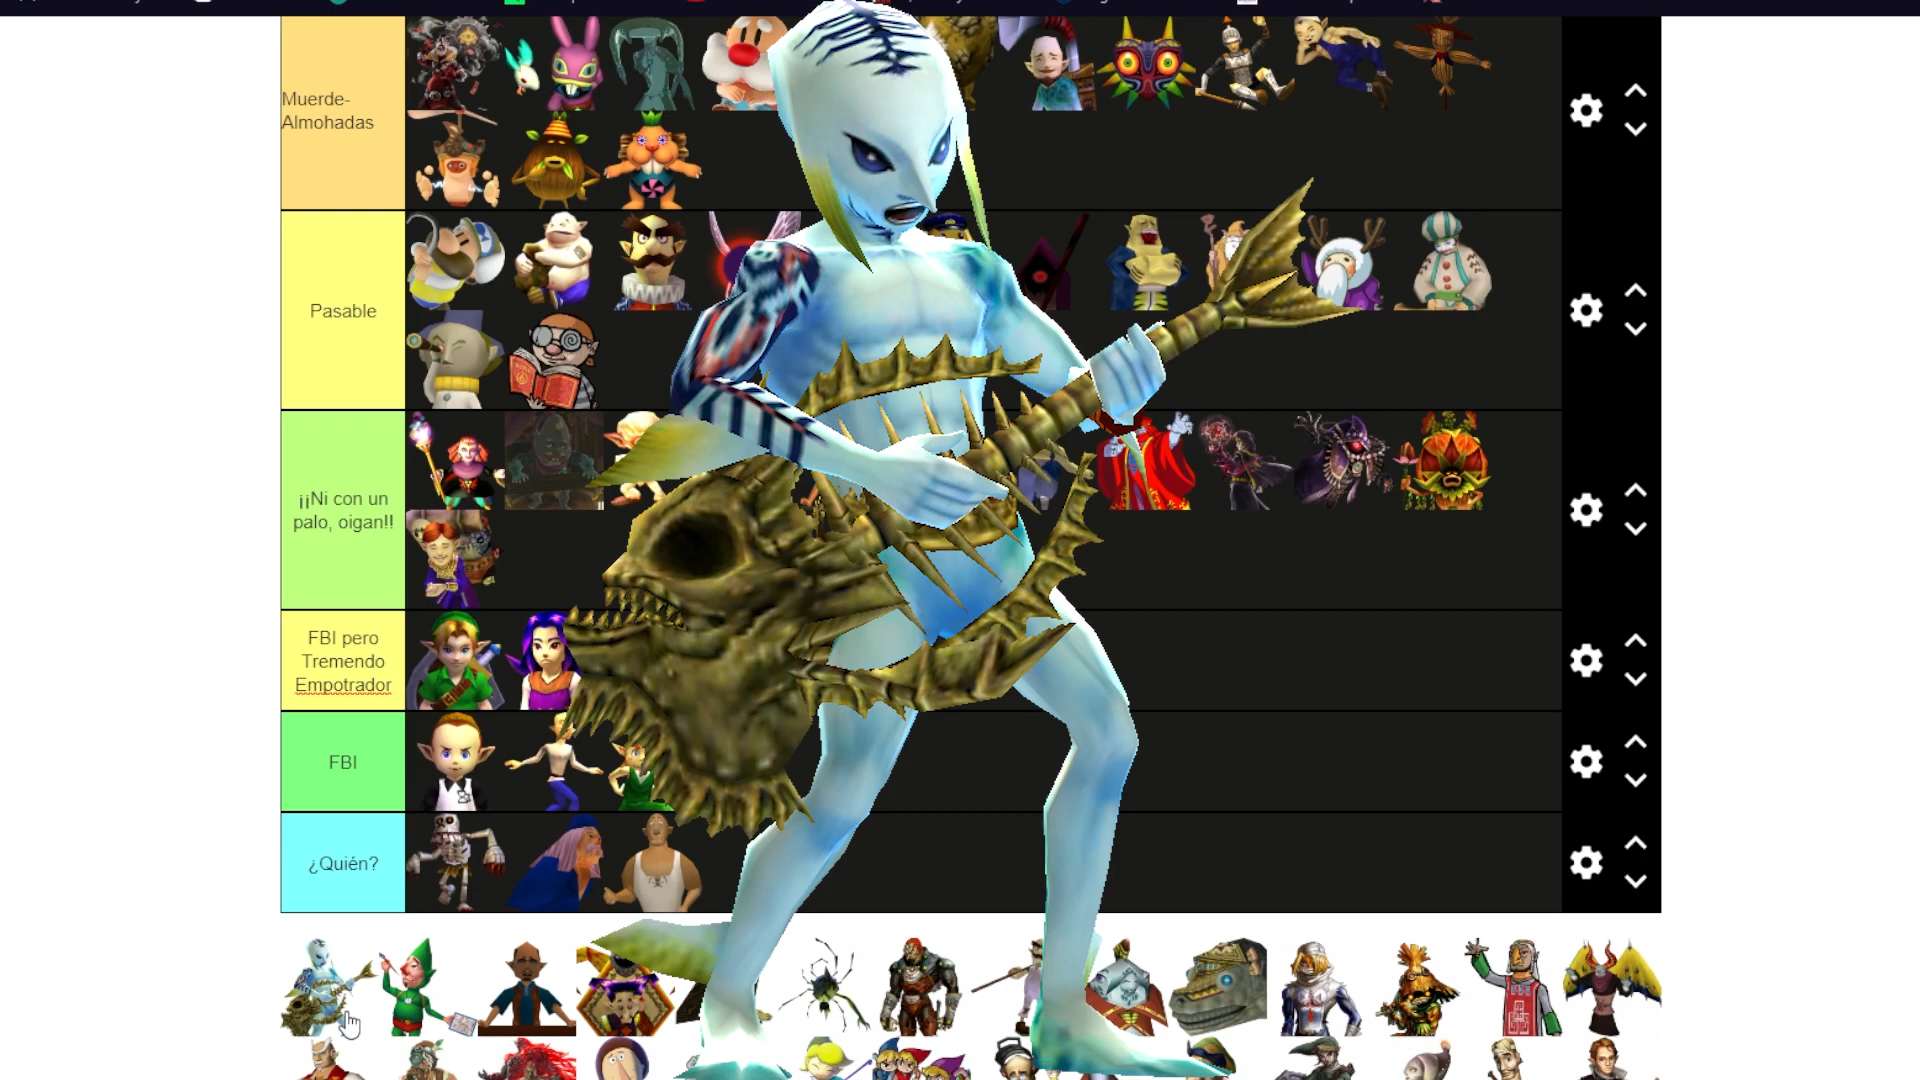 Muerde-
Almohadas
Pasable
¡¡Ni con un
palo, oigan!!
FBI pero
Tremendo
Empotrador
FBI
¿Quién?